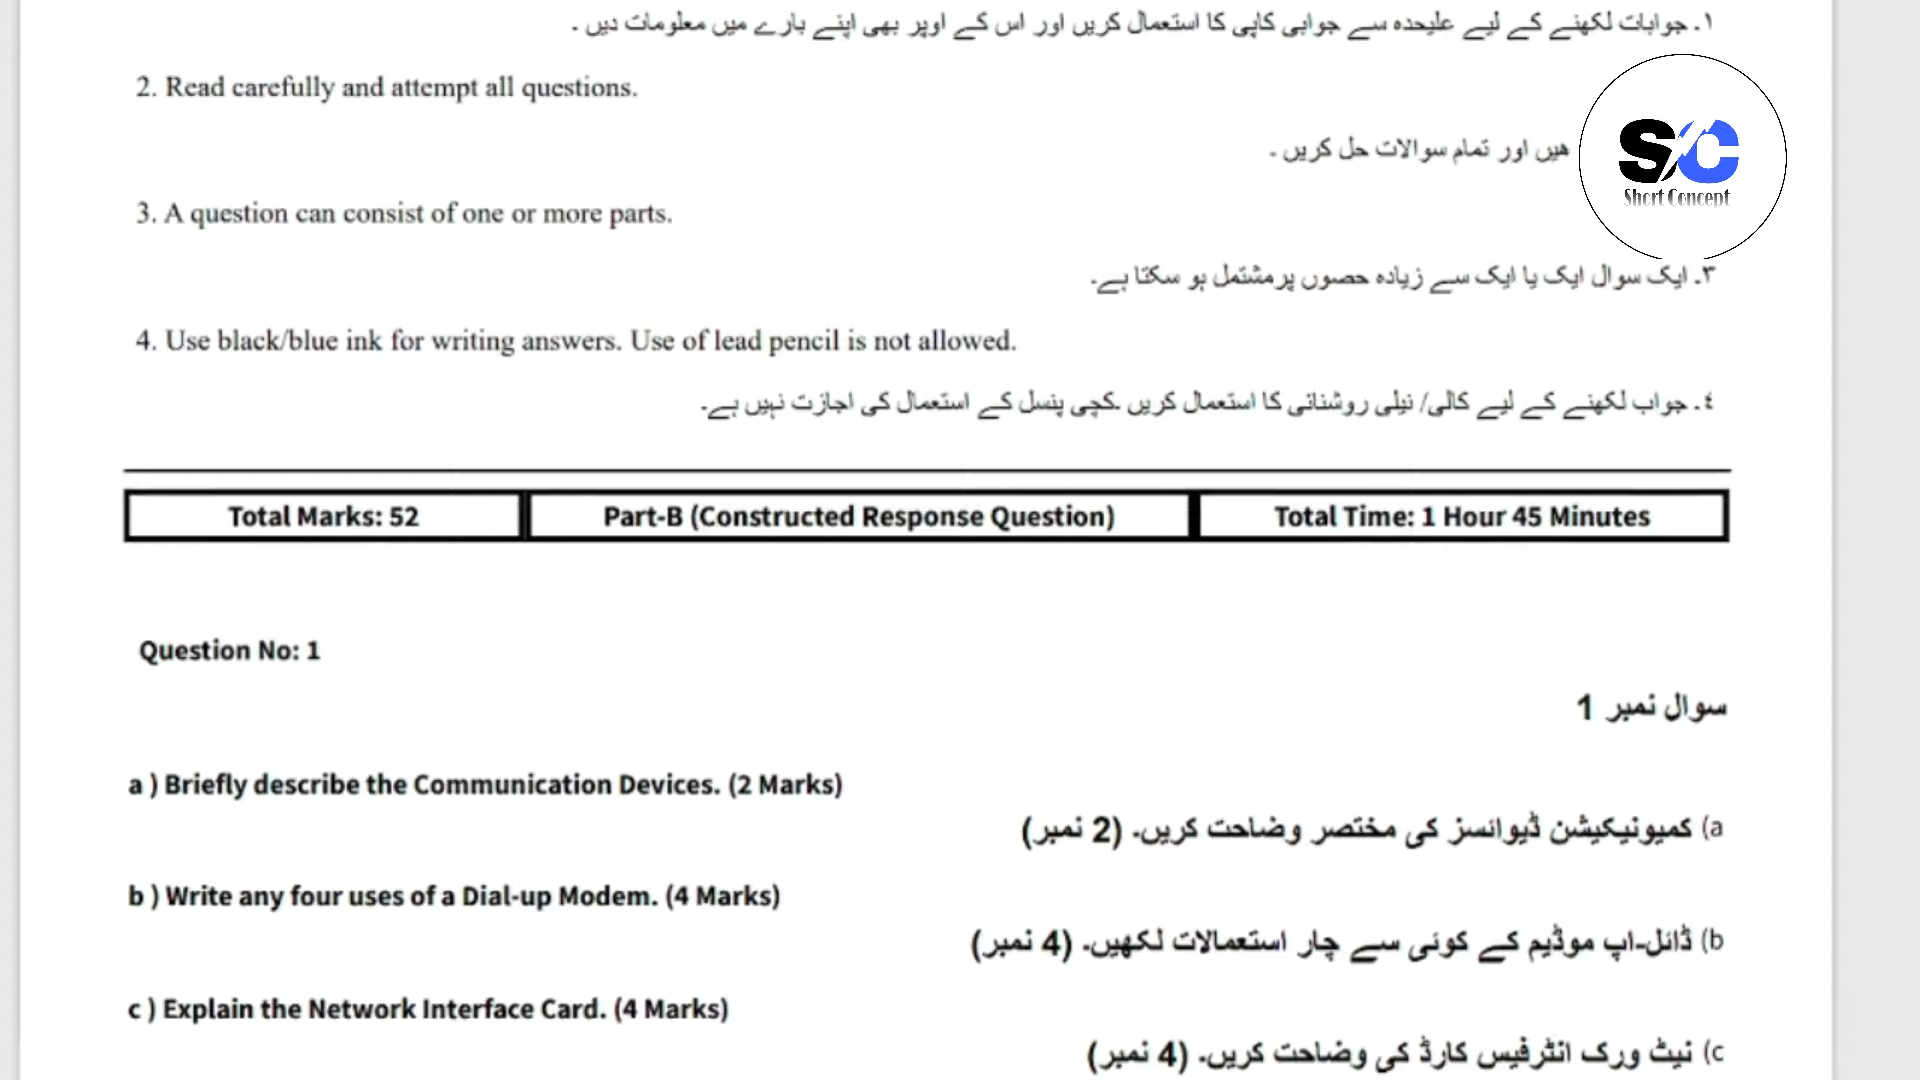 ١. جوابات لکھنے کے لیے علیحدہ سے جوابی کاپی کا استعمال کریں اور اس کے اوپر بھی اپنے بارے میں معلومات دیں ۔
2. Read carefully and attempt all questions.
ھیں اور تمام سوالات حل کریں ۔
S/C
Short Concept
3. A question can consist of one or more parts.
٣. ایک سوال ایک یا ایک سے زیادہ حصوں پرمشتمل ہو سکتا ہے۔
4. Use black/blue ink for writing answers. Use of lead pencil is not allowed.
٤. جواب لکھنے کے لیے کالی/ نیلی روشنائی کا استعمال کریں ۔کچی پنسل کے استعمال کی اجازت نہیں ہے۔
Total Marks: 52 Part-B (Constructed Response Question) Total Time: 1 Hour 45 Minutes
Question No: 1
سوال نمبر 1
a ) Briefly describe the Communication Devices. (2 Marks)
a) کمیونیکیشن ڈیوائسز کی مختصر وضاحت کریں۔ (2 نمبر)
b ) Write any four uses of a Dial-up Modem. (4 Marks)
b) ڈائل-اپ موڈیم کے کوئی سے چار استعمالات لکھیں۔ (4 نمبر)
c ) Explain the Network Interface Card. (4 Marks)
c) نیٹ ورک انٹرفیس کارڈ کی وضاحت کریں۔ (4 نمبر)